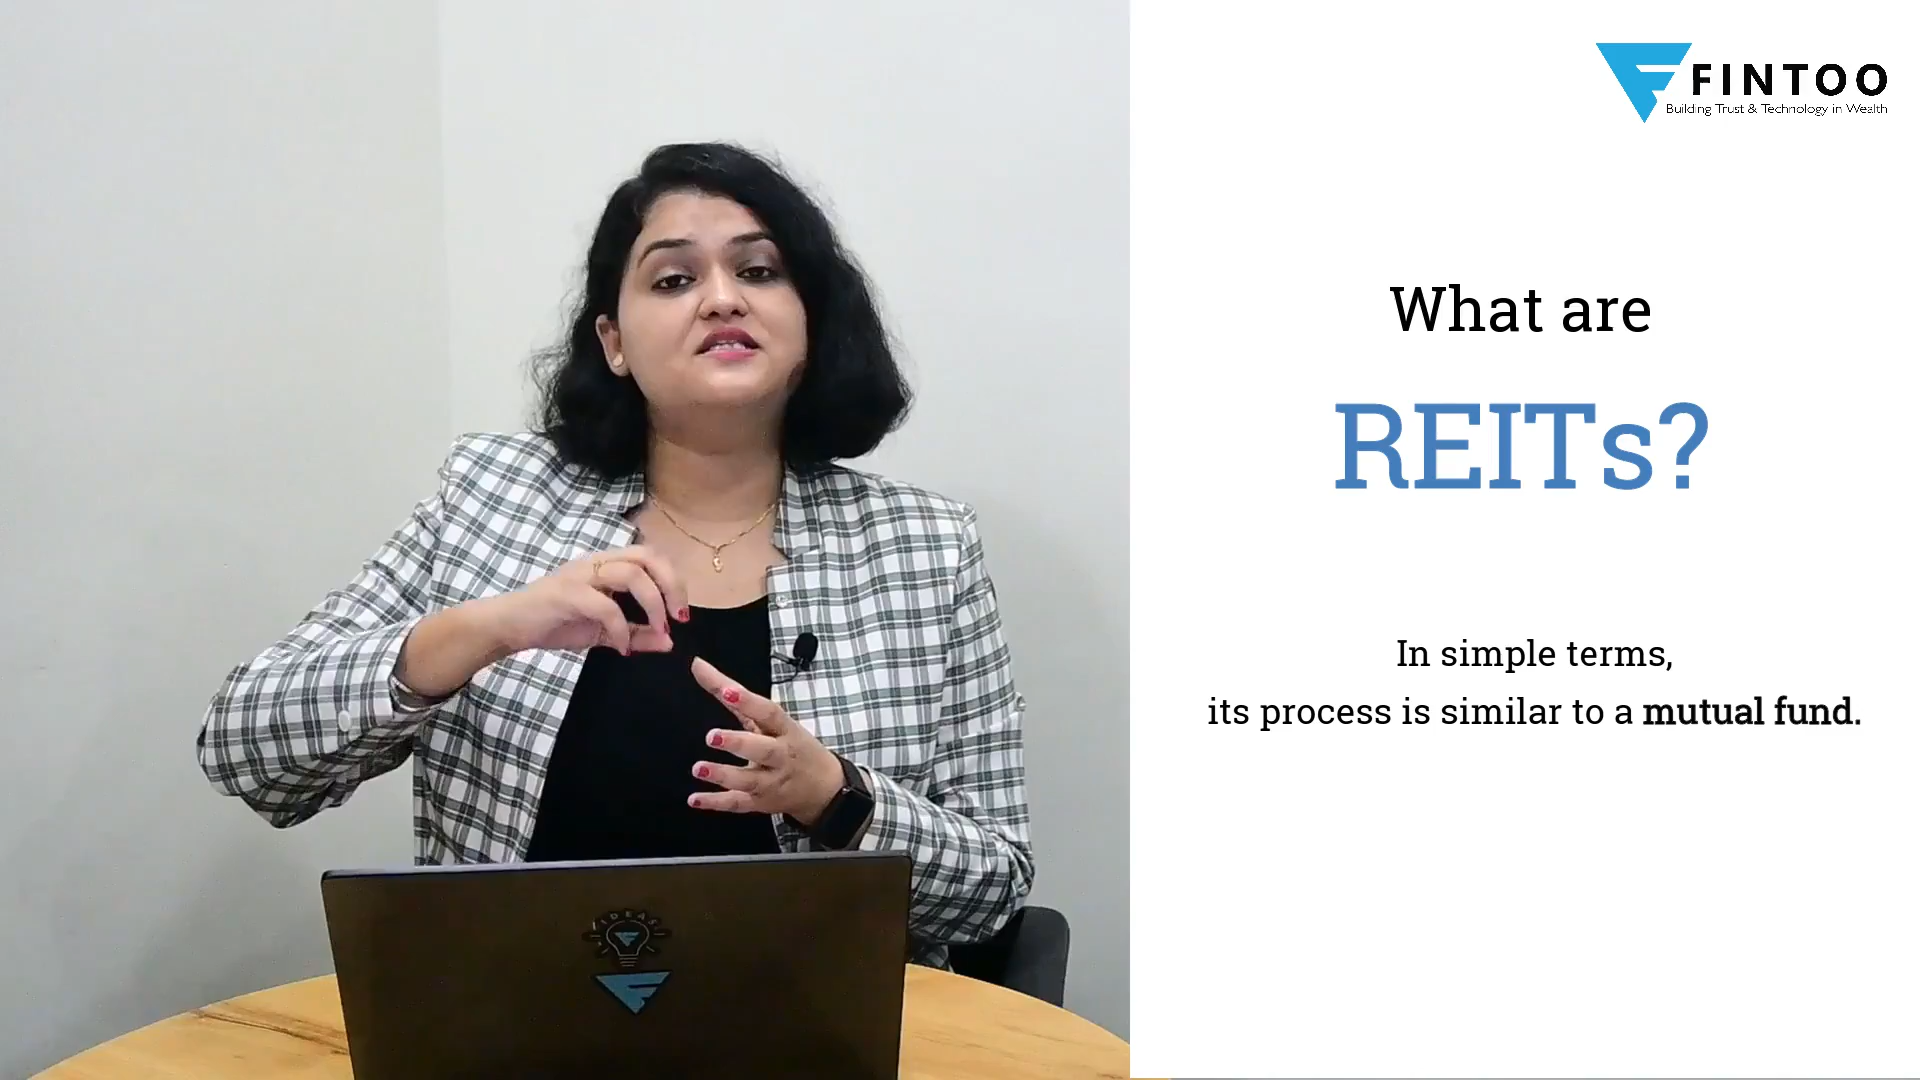 FINTOO
Building Trust & Technology in Wealth
What are
REITs?
In simple terms,
its process is similar to a mutual fund.
IDEAS